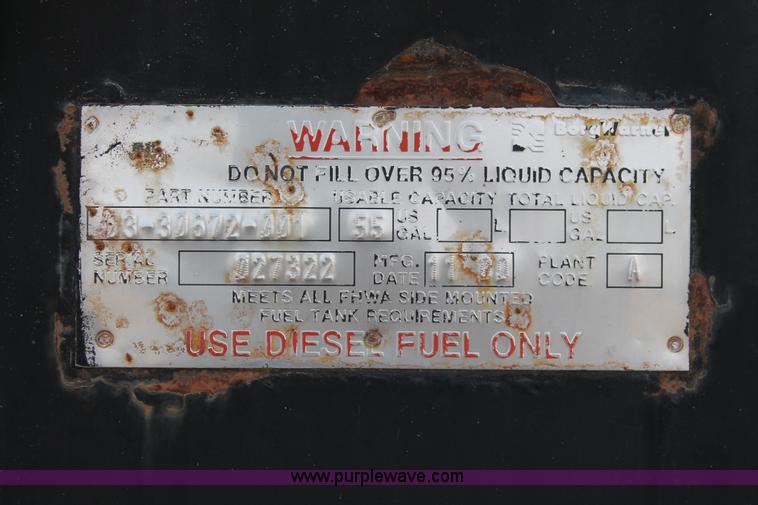 WARNING BorgWarner
DO NOT FILL OVER 95% LIQUID CAPACITY
PART NUMBER USABLE CAPACITY TOTAL LIQUID CAP.
55 US GAL L US GAL L
SERIAL NUMBER 027322 MFG. DATE PLANT CODE A
MEETS ALL FHWA SIDE MOUNTED
FUEL TANK REQUIREMENTS
USE DIESEL FUEL ONLY
www.purplewave.com